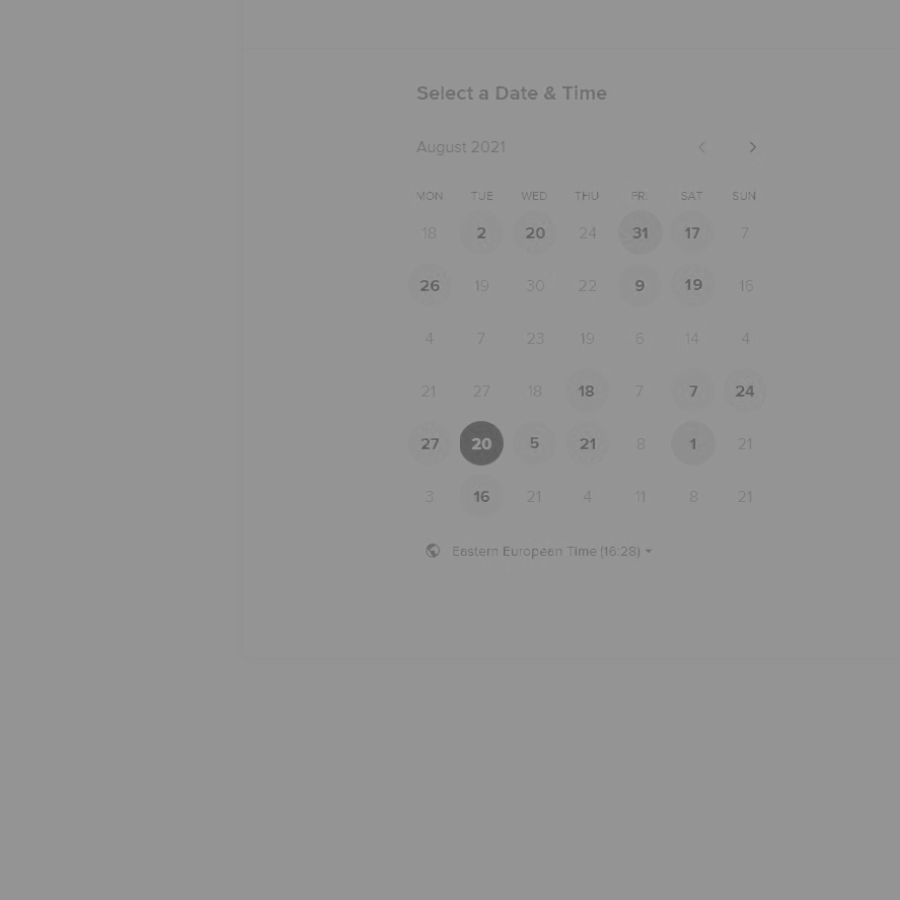 Select a Date & Time
August 2021
MON TUE WED THU FRI SAT SUN
18 2 20 24 31 17 7
26 19 30 22 9 19 16
4 7 23 19 6 14 4
21 27 18 18 7 7 24
27 20 5 21 8 1 21
3 16 21 4 11 8 21
Eastern European Time (16:28)